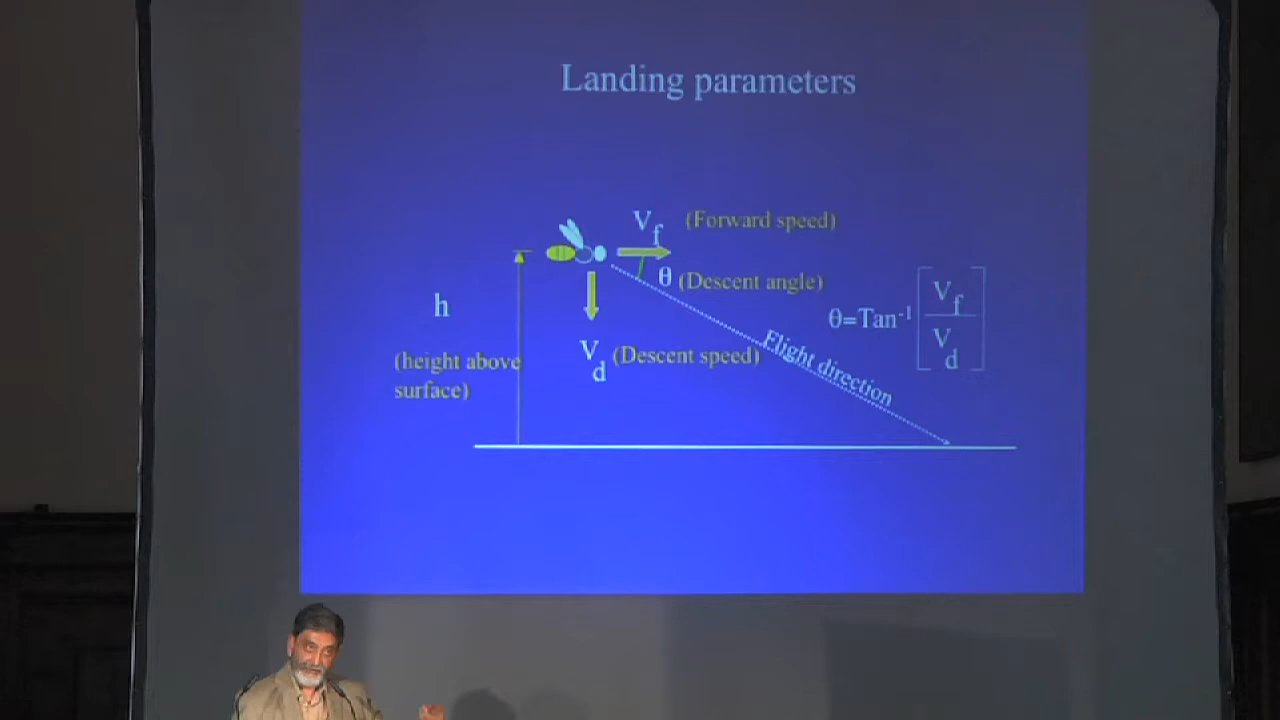 Landing parameters
V_f (Forward speed)
θ (Descent angle)
h
θ=Tan⁻¹ [V_f / V_d]
V_d (Descent speed)
Flight direction
(height above
surface)